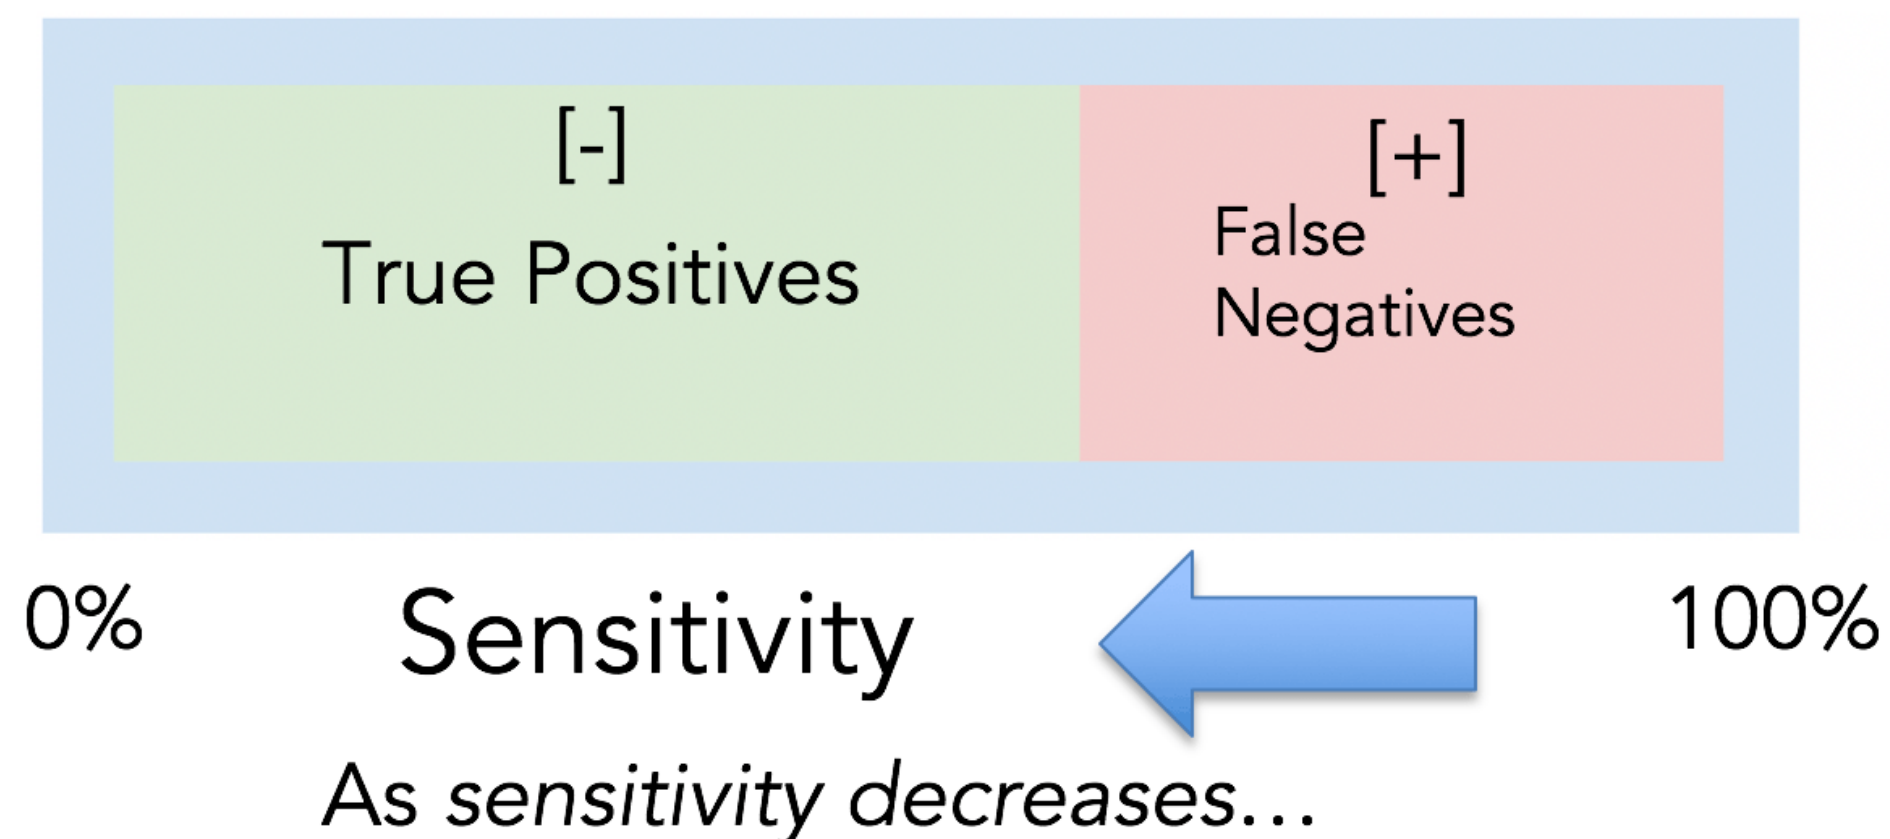 [-]
True Positives
[+]
False
Negatives
0%
Sensitivity
100%
As sensitivity decreases...